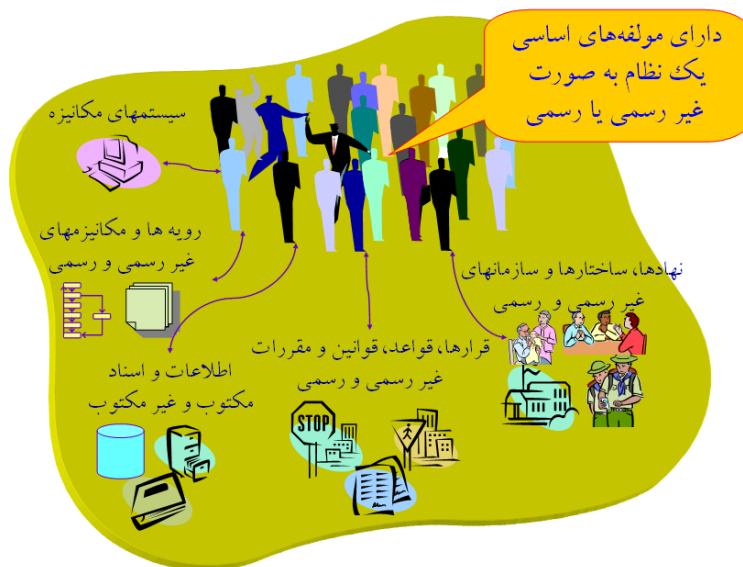 دارای مولفه‌های اساسی
یک نظام به صورت
غیر رسمی یا رسمی
سیستمهای مکانیزه
رویه ها و مکانیزمهای
غیر رسمی و رسمی
نهادها، ساختارها و سازمانهای
غیر رسمی و رسمی
قرارها، قواعد، قوانین و مقررات
غیر رسمی و رسمی
اطلاعات و اسناد
مکتوب و غیر مکتوب
STOP